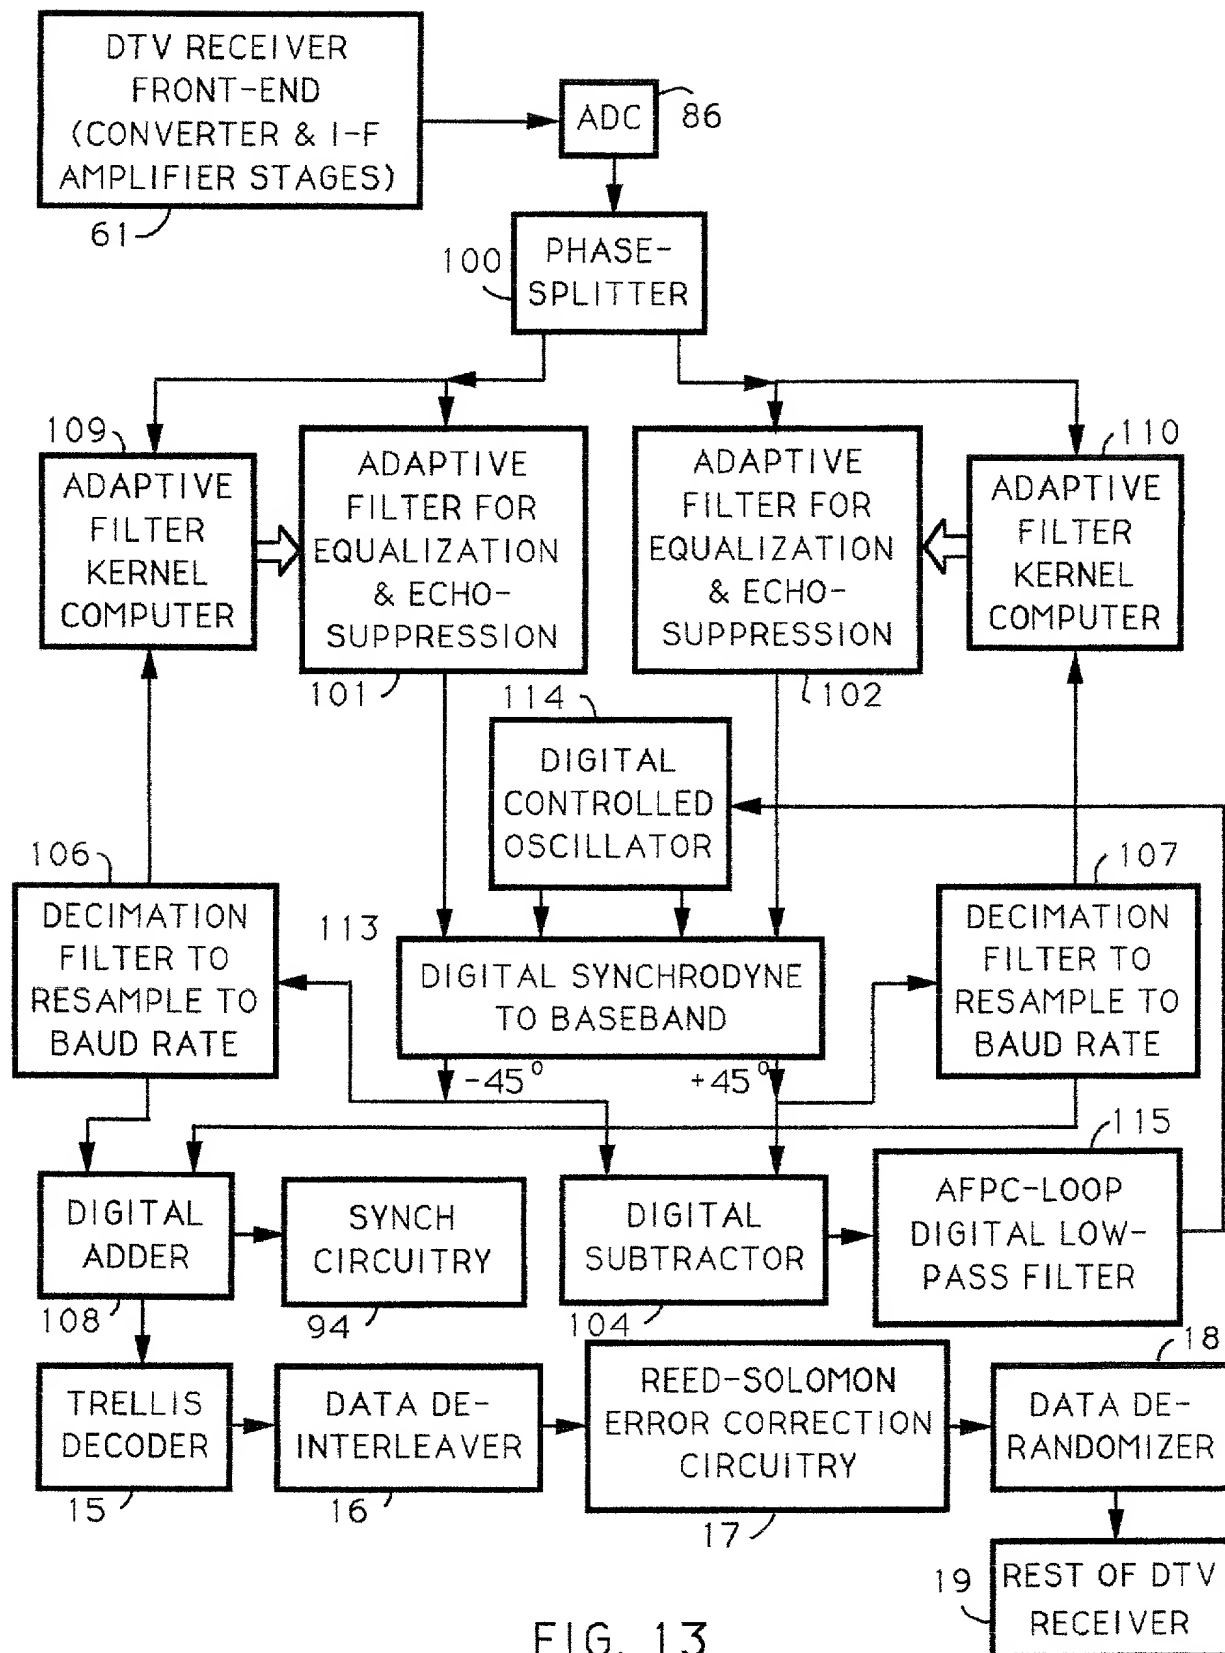 DTV RECEIVER
FRONT-END
(CONVERTER & I-F
AMPLIFIER STAGES)
61
ADC
86
PHASE-
SPLITTER
100
109
ADAPTIVE
FILTER
KERNEL
COMPUTER
ADAPTIVE
FILTER FOR
EQUALIZATION
& ECHO-
SUPPRESSION
101
ADAPTIVE
FILTER FOR
EQUALIZATION
& ECHO-
SUPPRESSION
102
110
ADAPTIVE
FILTER
KERNEL
COMPUTER
114
DIGITAL
CONTROLLED
OSCILLATOR
106
DECIMATION
FILTER TO
RESAMPLE TO
BAUD RATE
113
DIGITAL SYNCHRODYNE
TO BASEBAND
-45°
+45°
107
DECIMATION
FILTER TO
RESAMPLE TO
BAUD RATE
DIGITAL
ADDER
108
SYNCH
CIRCUITRY
94
DIGITAL
SUBTRACTOR
104
115
AFPC-LOOP
DIGITAL LOW-
PASS FILTER
TRELLIS
DECODER
15
DATA DE-
INTERLEAVER
16
REED-SOLOMON
ERROR CORRECTION
CIRCUITRY
17
18
DATA DE-
RANDOMIZER
19
REST OF DTV
RECEIVER
FIG. 13